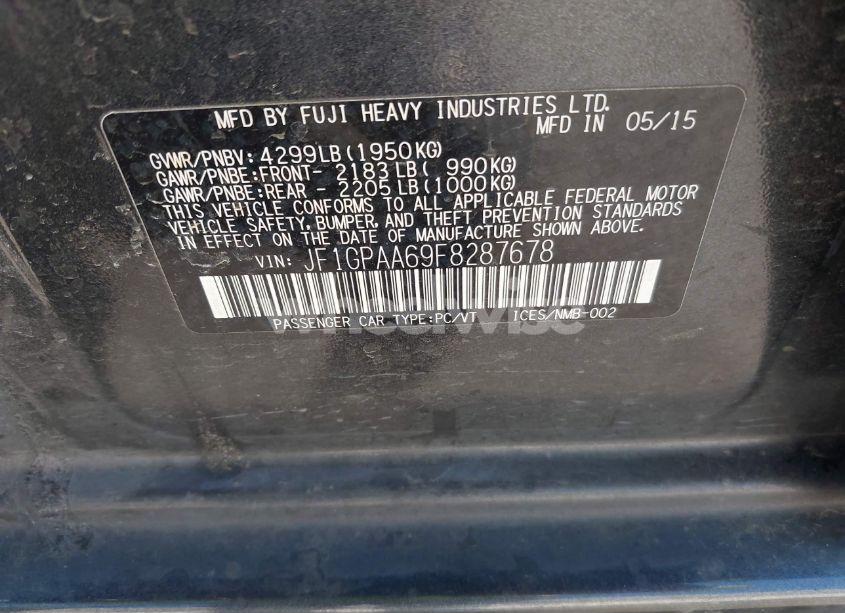 MFD BY FUJI HEAVY INDUSTRIES LTD.
MFD IN 05/15
GVWR/PNBV: 4299LB(1950KG)
GAWR/PNBE:FRONT- 2183LB( 990KG)
GAWR/PNBE:REAR - 2205LB(1000KG)
THIS VEHICLE CONFORMS TO ALL APPLICABLE FEDERAL MOTOR
VEHICLE SAFETY, BUMPER, AND THEFT PREVENTION STANDARDS
IN EFFECT ON THE DATE OF MANUFACTURE SHOWN ABOVE.
VIN: JF1GPAA69F8287678
wheelwise
PASSENGER CAR TYPE:PC/VT ICES/NMB-002